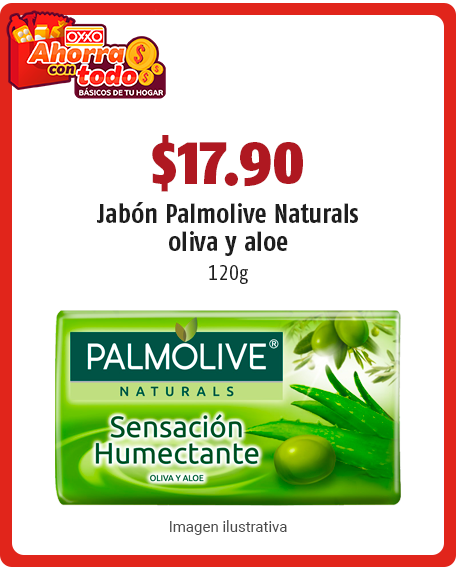 OXXO
Ahorra
con
todo
BÁSICOS DE TU HOGAR
$17.90
Jabón Palmolive Naturals
oliva y aloe
120g
PALMOLIVE®
NATURALS
Sensación
Humectante
OLIVA Y ALOE
Imagen ilustrativa